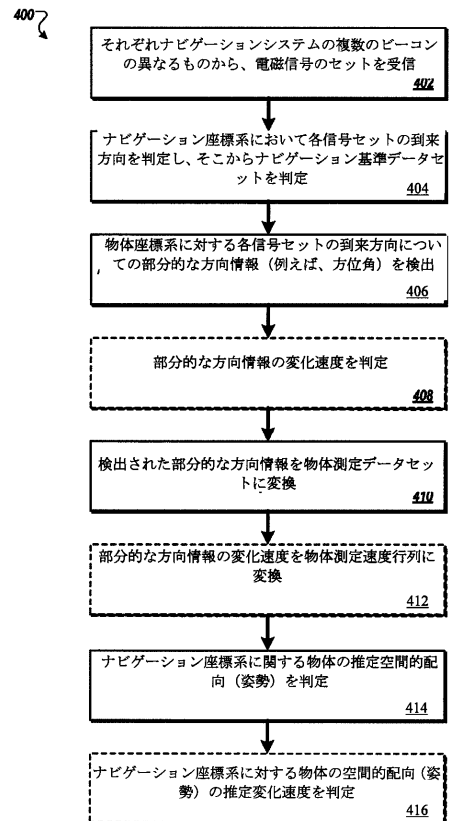 400
それぞれナビゲーションシステムの複数のビーコン
の異なるものから、電磁信号のセットを受信
402
ナビゲーション座標系において各信号セットの到来
方向を判定し、そこからナビゲーション基準データセ
ットを判定
404
物体座標系に対する各信号セットの到来方向につい
ての部分的な方向情報（例えば、方位角）を検出
406
部分的な方向情報の変化速度を判定
408
検出された部分的な方向情報を物体測定データセッ
トに変換
410
部分的な方向情報の変化速度を物体測定速度行列に
変換
412
ナビゲーション座標系に関する物体の推定空間的配
向（姿勢）を判定
414
ナビゲーション座標系に対する物体の空間的配向（姿
勢）の推定変化速度を判定
416